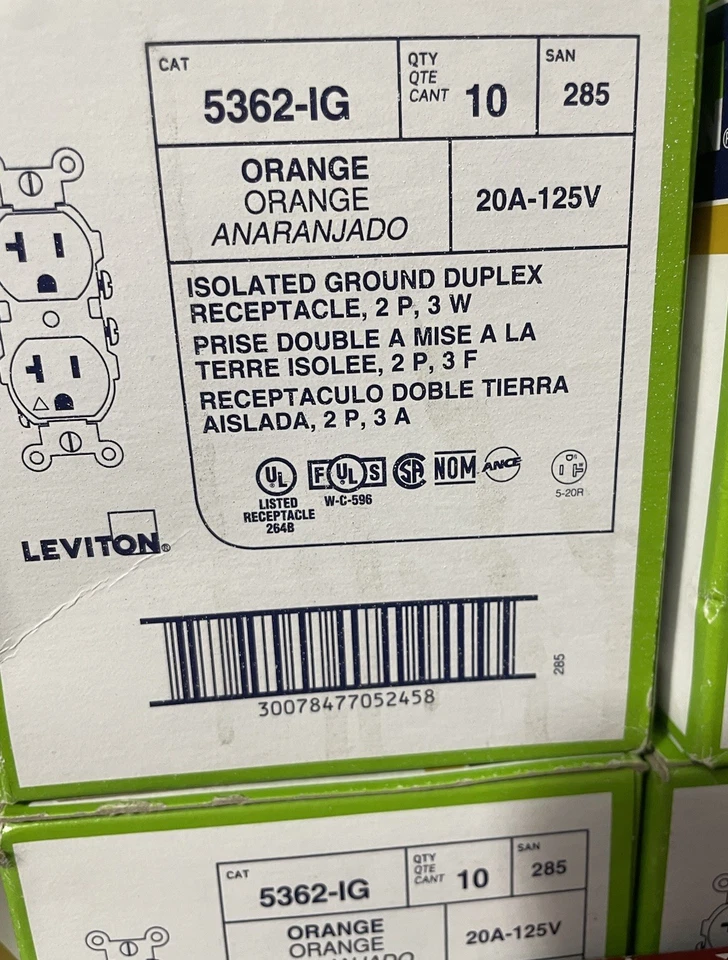 CAT
5362-IG
QTY
QTE
CANT 10
SAN
285
ORANGE
ORANGE
ANARANJADO
20A-125V
ISOLATED GROUND DUPLEX
RECEPTACLE, 2 P, 3 W
PRISE DOUBLE A MISE A LA
TERRE ISOLEE, 2 P, 3 F
RECEPTACULO DOBLE TIERRA
AISLADA, 2 P, 3 A
UL
LISTED
RECEPTACLE
264B
F UL S
W-C-596
SA
NOM
ANCE
5-20R
LEVITON®
285
30078477052458
CAT
5362-IG
QTY
QTE
CANT 10
SAN
285
ORANGE
ORANGE
20A-125V